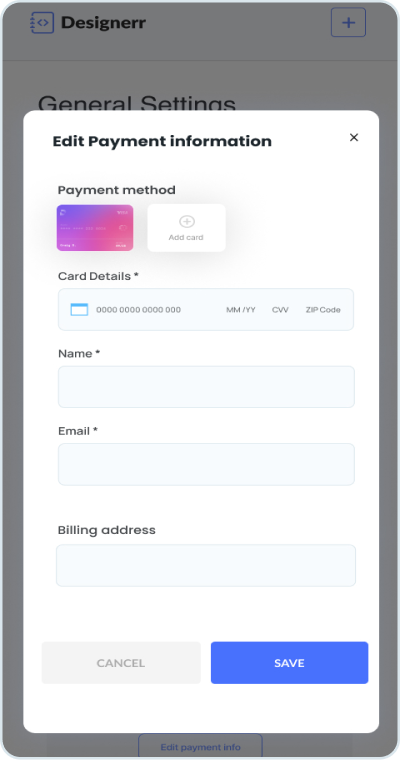 Designerr
General Settings
Edit Payment information
Payment method
Add card
Card Details *
0000 0000 0000 000 MM /YY CVV ZIP Code
Name *
Email *
Billing address
CANCEL SAVE
Edit payment info